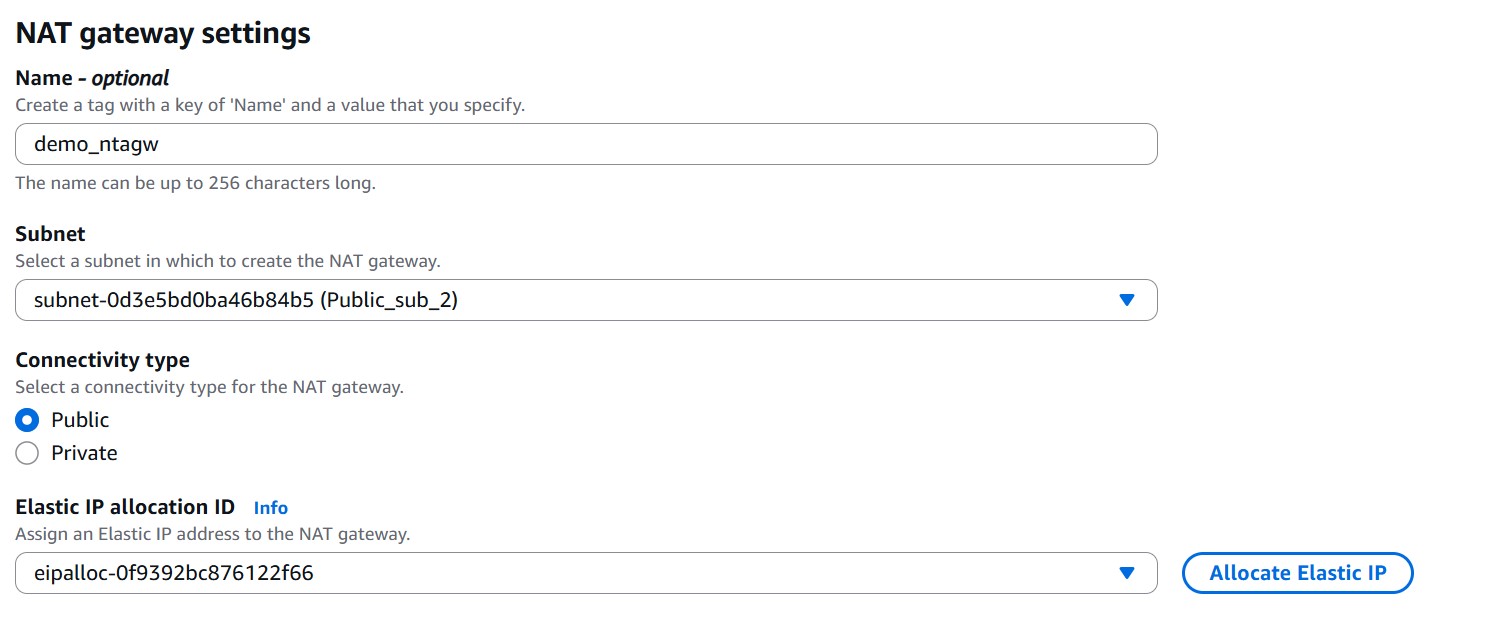 NAT gateway settings
Name - optional
Create a tag with a key of 'Name' and a value that you specify.
demo_ntagw
The name can be up to 256 characters long.
Subnet
Select a subnet in which to create the NAT gateway.
subnet-0d3e5bd0ba46b84b5 (Public_sub_2)
Connectivity type
Select a connectivity type for the NAT gateway.
Public
Private
Elastic IP allocation ID Info
Assign an Elastic IP address to the NAT gateway.
eipalloc-0f9392bc876122f66 Allocate Elastic IP